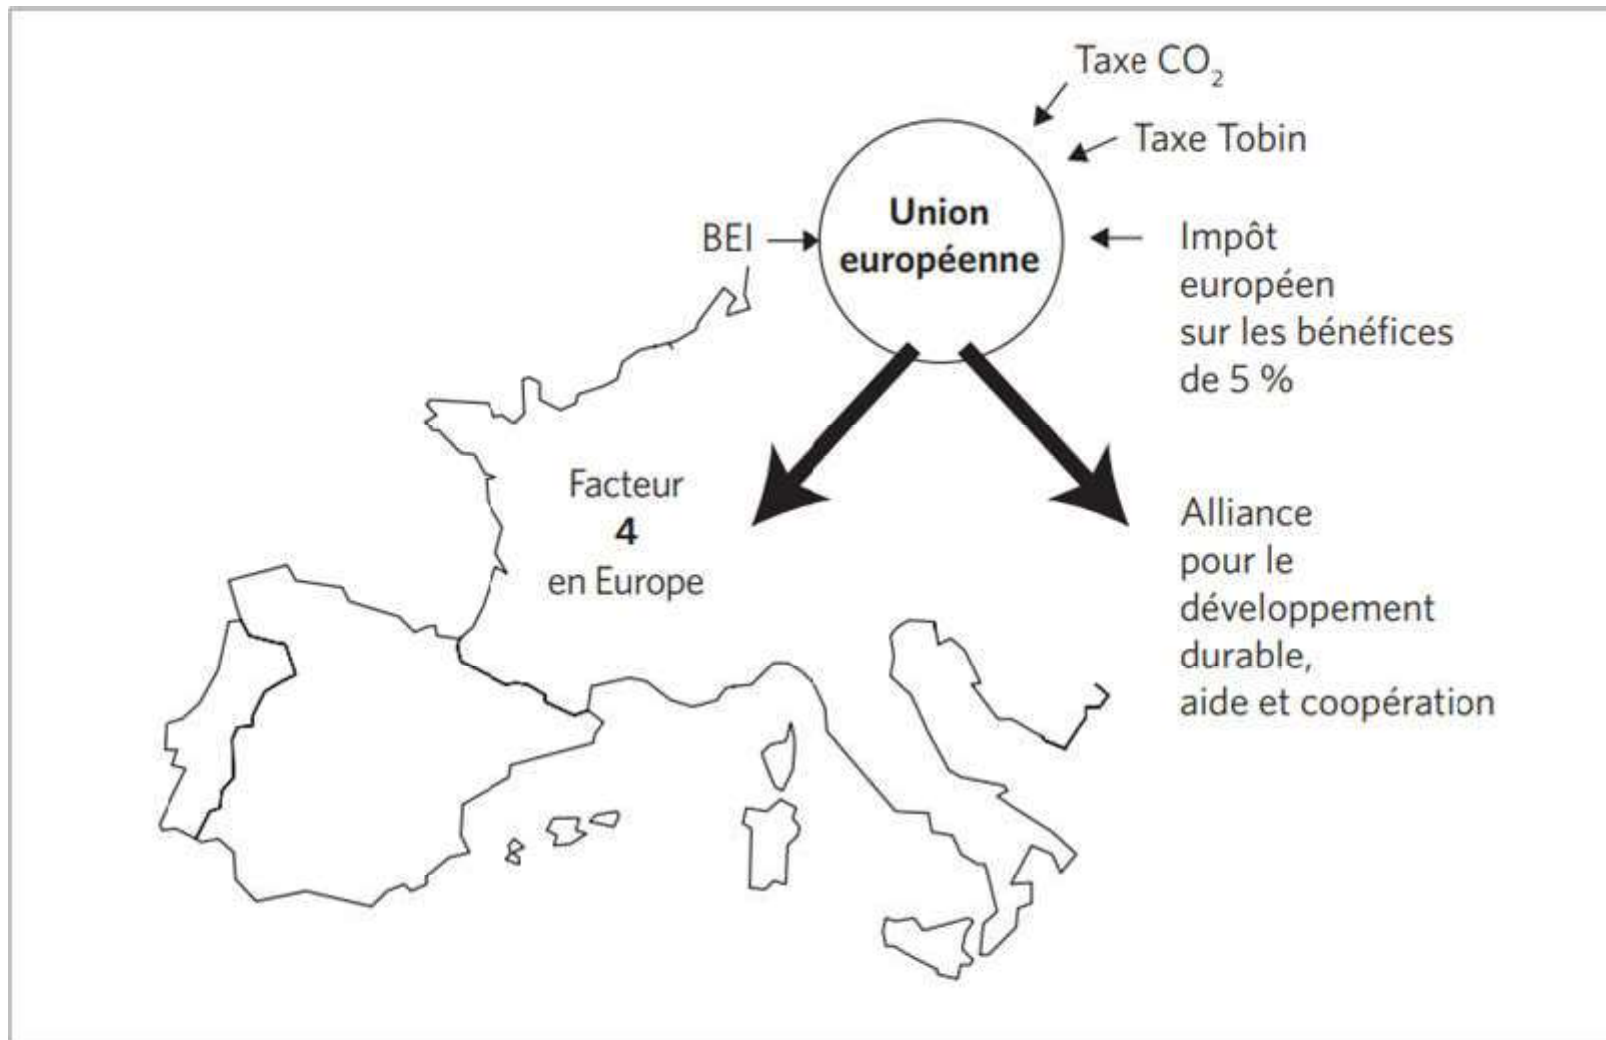 Taxe CO₂
Taxe Tobin
BEI
Union
européenne
Impôt
européen
sur les bénéfices
de 5 %
Facteur
4
en Europe
Alliance
pour le
développement
durable,
aide et coopération